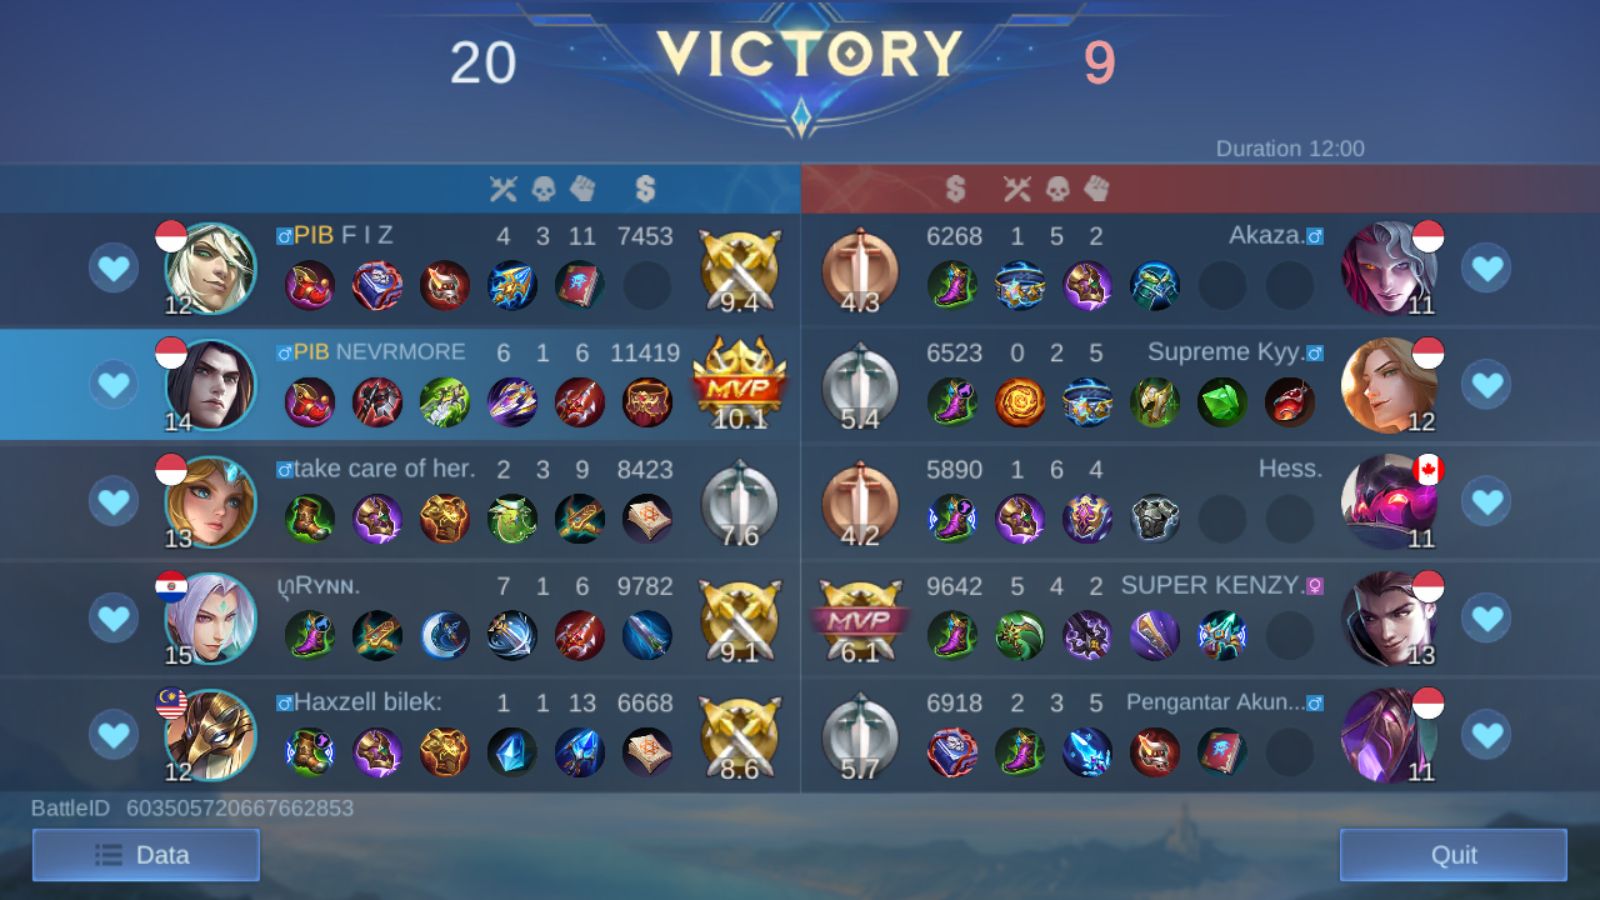 20 VICTORY 9
Duration 12:00
PIB F I Z 4 3 11 7453 9.4 12
4.3 6268 1 5 2 Akaza. 11
PIB NEVRMORE 6 1 6 11419 MVP 10.1 14
5.4 6523 0 2 5 Supreme Kyy. 12
take care of her. 2 3 9 8423 7.6 13
4.2 5890 1 6 4 Hess. 11
Rynn. 7 1 6 9782 9.1 15
MVP 6.1 9642 5 4 2 SUPER KENZY. 13
Haxzell bilek: 1 1 13 6668 8.6 12
5.7 6918 2 3 5 Pengantar Akun... 11
BattleID 603505720667662853
Data
Quit